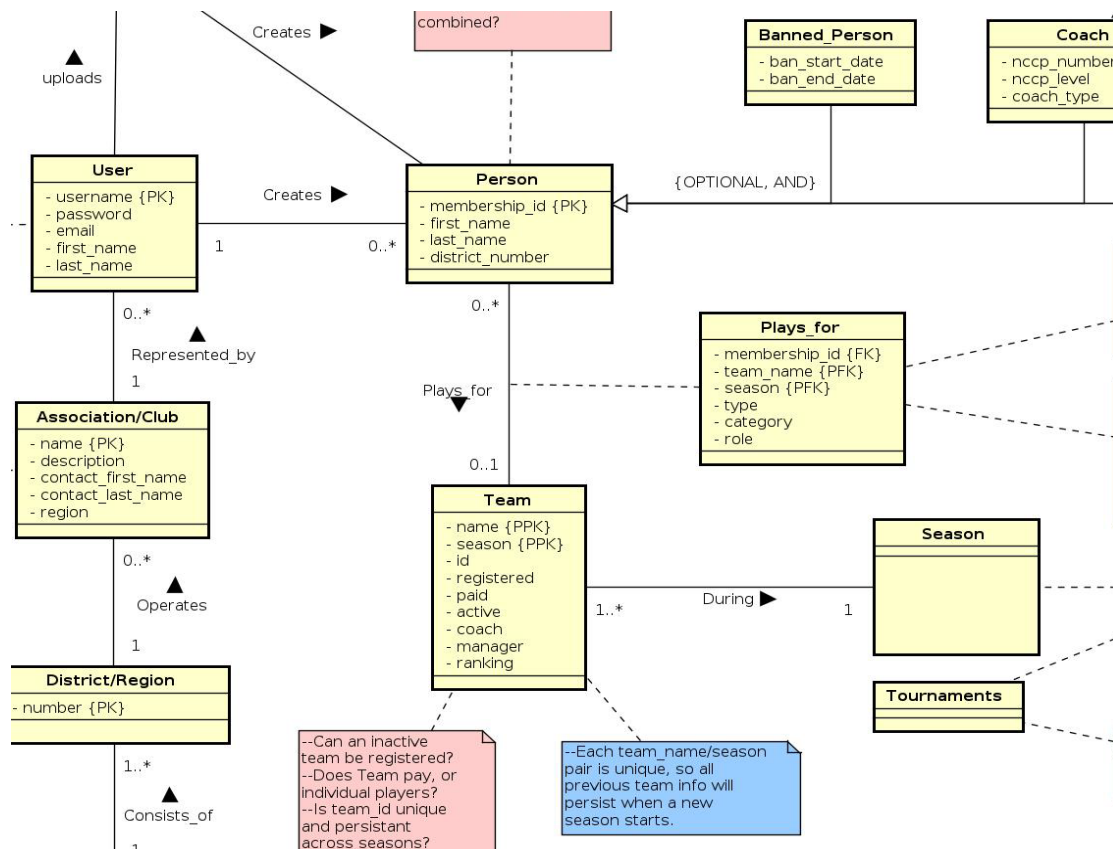 combined?
Creates ▶
▲
uploads
Banned_Person
- ban_start_date
- ban_end_date
Coach
- nccp_number
- nccp_level
- coach_type
User
- username {PK}
- password
- email
- first_name
- last_name
Creates ▶
1
0..*
Person
- membership_id {PK}
- first_name
- last_name
- district_number
{OPTIONAL, AND}
0..*
▲
Represented_by
1
0..*
Plays_for
▼
0..1
Plays_for
- membership_id {FK}
- team_name {PFK}
- season {PFK}
- type
- category
- role
Association/Club
- name {PK}
- description
- contact_first_name
- contact_last_name
- region
0..*
▲
Operates
1
Team
- name {PPK}
- season {PPK}
- id
- registered
- paid
- active
- coach
- manager
- ranking
1..*
During ▶
1
Season
Tournaments
District/Region
- number {PK}
1..*
▲
Consists_of
1
--Can an inactive
team be registered?
--Does Team pay, or
individual players?
--Is team_id unique
and persistant
across seasons?
--Each team_name/season
pair is unique, so all
previous team info will
persist when a new
season starts.